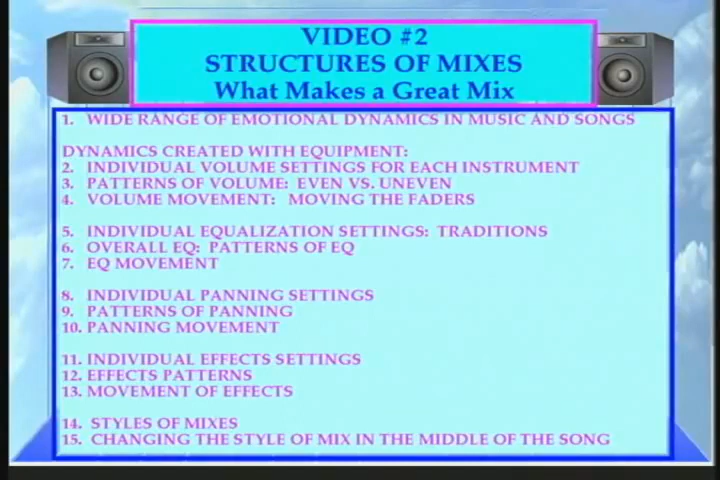 VIDEO #2
STRUCTURES OF MIXES
What Makes a Great Mix
1. WIDE RANGE OF EMOTIONAL DYNAMICS IN MUSIC AND SONGS
DYNAMICS CREATED WITH EQUIPMENT:
2. INDIVIDUAL VOLUME SETTINGS FOR EACH INSTRUMENT
3. PATTERNS OF VOLUME: EVEN VS. UNEVEN
4. VOLUME MOVEMENT: MOVING THE FADERS
5. INDIVIDUAL EQUALIZATION SETTINGS: TRADITIONS
6. OVERALL EQ: PATTERNS OF EQ
7. EQ MOVEMENT
8. INDIVIDUAL PANNING SETTINGS
9. PATTERNS OF PANNING
10. PANNING MOVEMENT
11. INDIVIDUAL EFFECTS SETTINGS
12. EFFECTS PATTERNS
13. MOVEMENT OF EFFECTS
14. STYLES OF MIXES
15. CHANGING THE STYLE OF MIX IN THE MIDDLE OF THE SONG